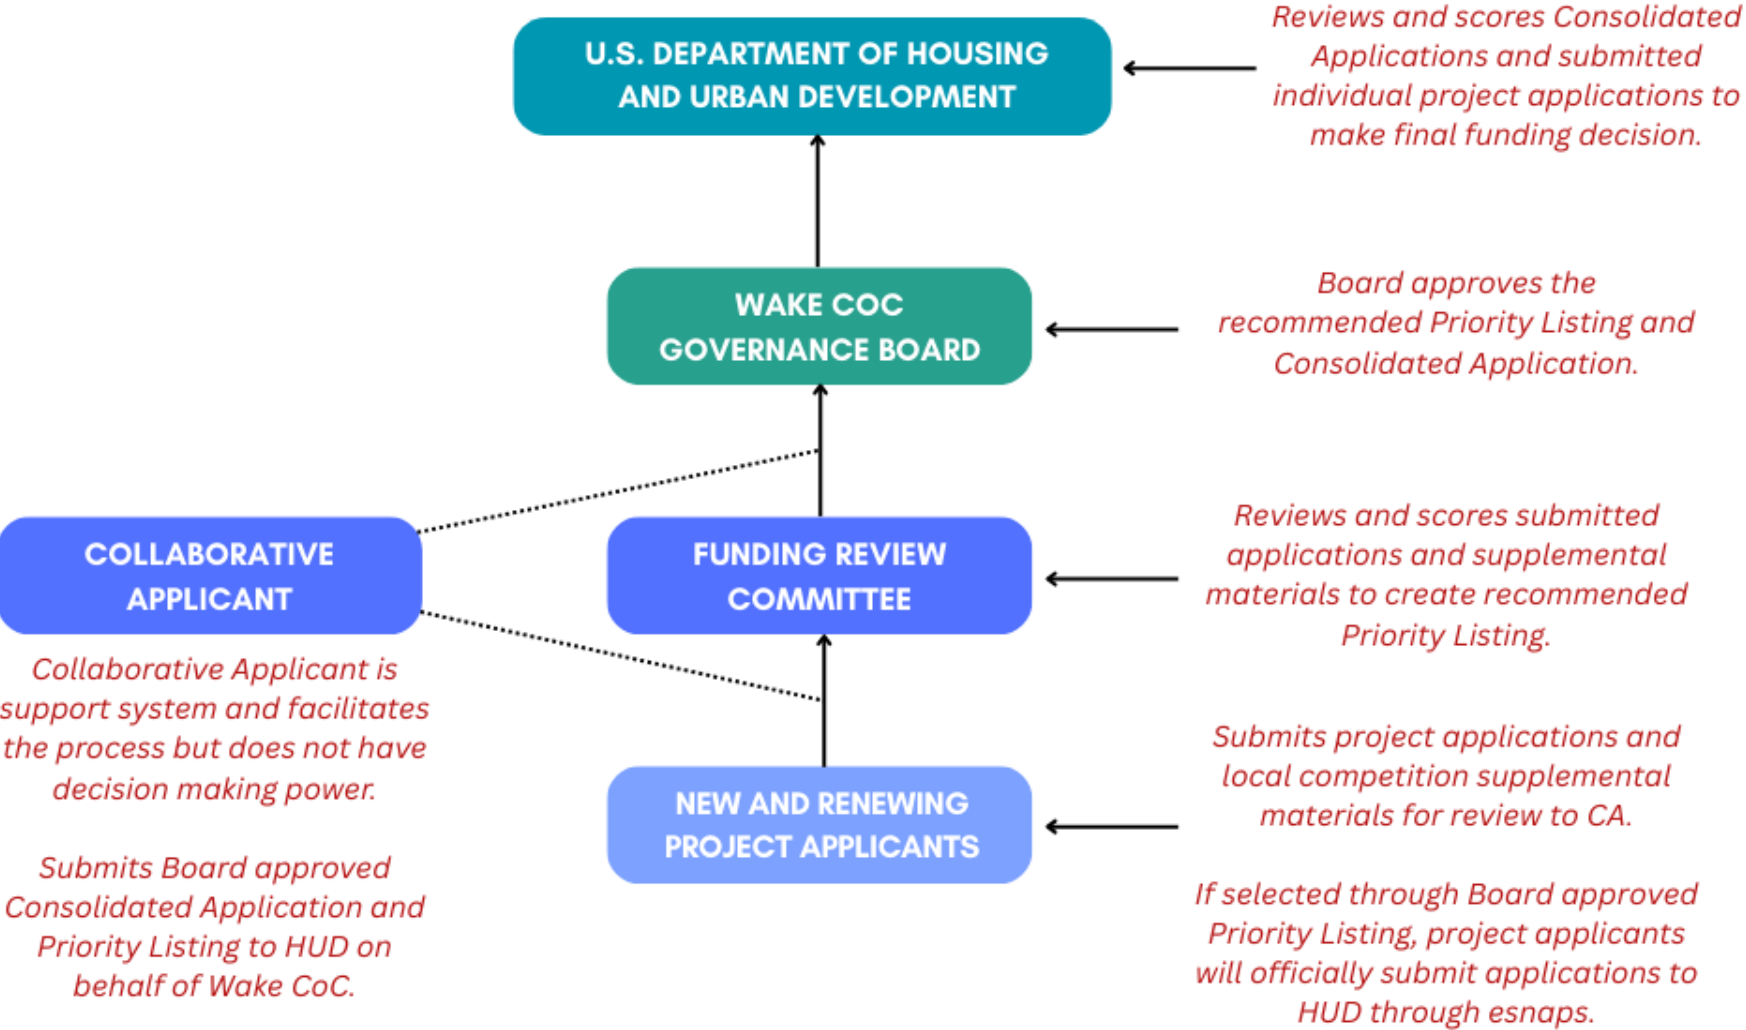 U.S. DEPARTMENT OF HOUSING
AND URBAN DEVELOPMENT
Reviews and scores Consolidated
Applications and submitted
individual project applications to
make final funding decision.
WAKE COC
GOVERNANCE BOARD
Board approves the
recommended Priority Listing and
Consolidated Application.
COLLABORATIVE
APPLICANT
Collaborative Applicant is
support system and facilitates
the process but does not have
decision making power.
Submits Board approved
Consolidated Application and
Priority Listing to HUD on
behalf of Wake CoC.
FUNDING REVIEW
COMMITTEE
Reviews and scores submitted
applications and supplemental
materials to create recommended
Priority Listing.
NEW AND RENEWING
PROJECT APPLICANTS
Submits project applications and
local competition supplemental
materials for review to CA.
If selected through Board approved
Priority Listing, project applicants
will officially submit applications to
HUD through esnaps.